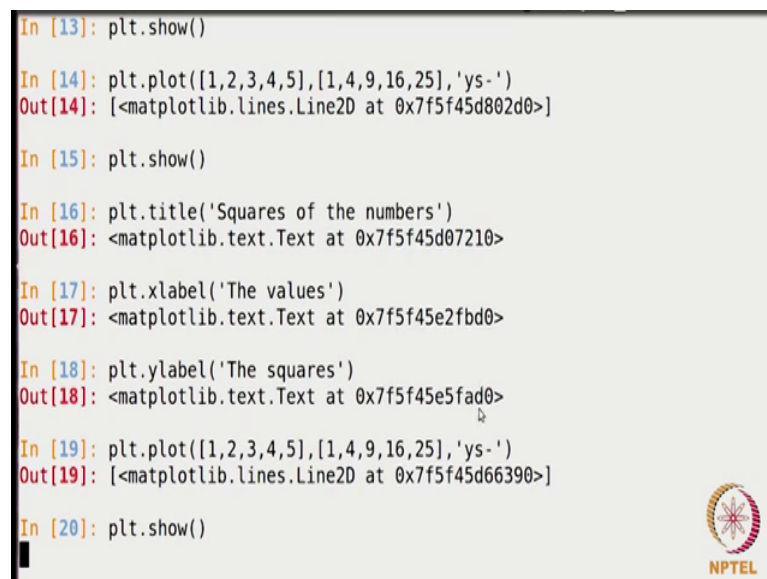 In [13]: plt.show()
In [14]: plt.plot([1,2,3,4,5],[1,4,9,16,25],'ys-')
Out[14]: [<matplotlib.lines.Line2D at 0x7f5f45d802d0>]
In [15]: plt.show()
In [16]: plt.title('Squares of the numbers')
Out[16]: <matplotlib.text.Text at 0x7f5f45d07210>
In [17]: plt.xlabel('The values')
Out[17]: <matplotlib.text.Text at 0x7f5f45e2fbd0>
In [18]: plt.ylabel('The squares')
Out[18]: <matplotlib.text.Text at 0x7f5f45e5fad0>
In [19]: plt.plot([1,2,3,4,5],[1,4,9,16,25],'ys-')
Out[19]: [<matplotlib.lines.Line2D at 0x7f5f45d66390>]
In [20]: plt.show()
NPTEL